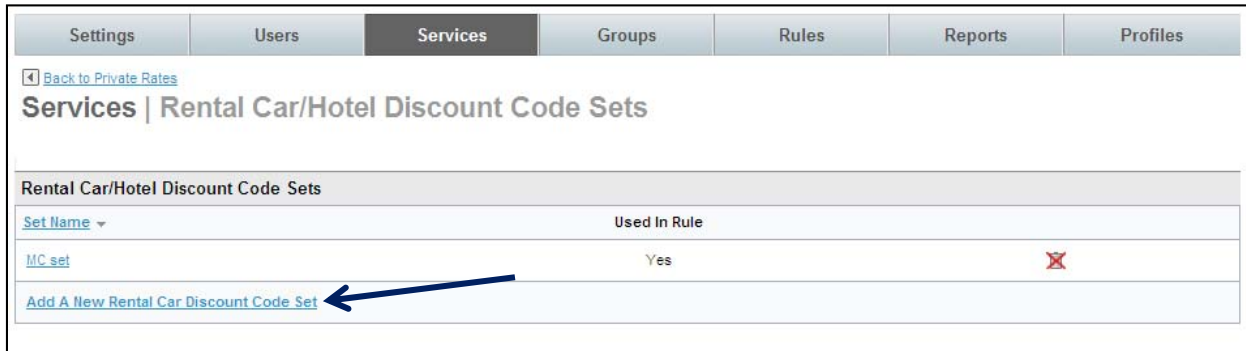 Settings Users Services Groups Rules Reports Profiles
Back to Private Rates
Services | Rental Car/Hotel Discount Code Sets
Rental Car/Hotel Discount Code Sets
Set Name Used In Rule
MC set Yes
Add A New Rental Car Discount Code Set